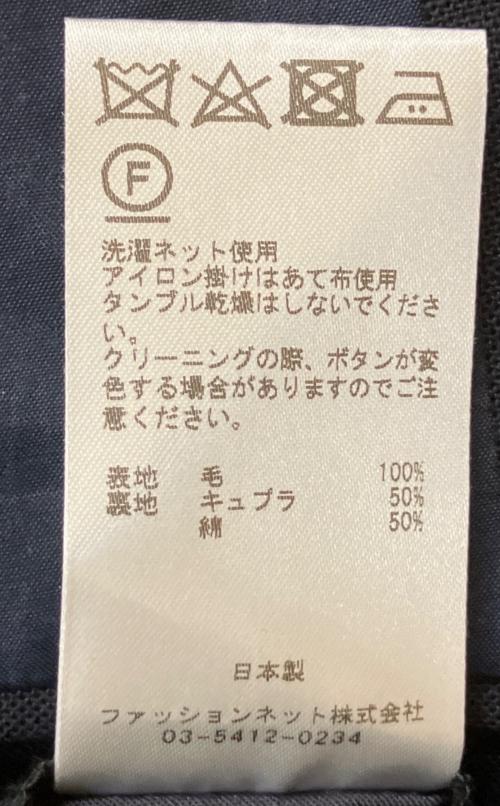 F
洗濯ネット使用
アイロン掛けはあて布使用
タンブル乾燥はしないでくださ
い。
クリーニングの際、ボタンが変
色する場合がありますのでご注
意ください。
表地 毛 100%
裏地 キュプラ 50%
綿 50%
日本製
ファッションネット株式会社
03-5412-0234